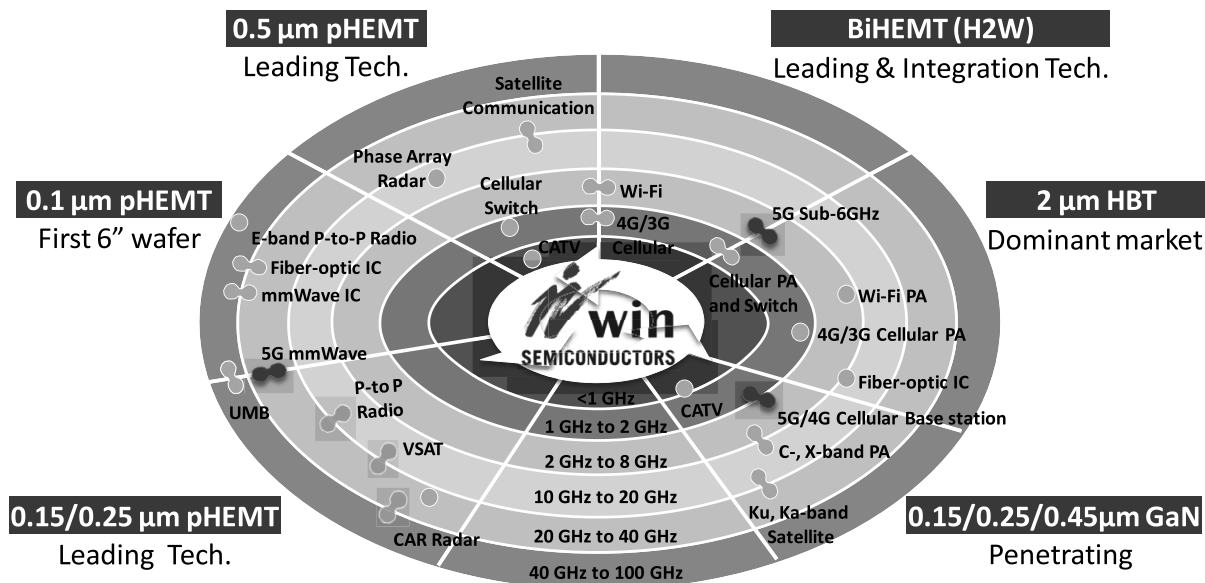 0.5 µm pHEMT
Leading Tech.
BiHEMT (H2W)
Leading & Integration Tech.
Satellite
Communication
Phase Array
Radar
Cellular
Switch
Wi-Fi
4G/3G
Cellular
CATV
0.1 µm pHEMT
First 6” wafer
2 µm HBT
Dominant market
5G Sub-6GHz
E-band P-to-P Radio
Fiber-optic IC
mmWave IC
Cellular PA
and Switch
Wi-Fi PA
4G/3G Cellular PA
win
SEMICONDUCTORS
5G mmWave
UMB
P-to P
Radio
Fiber-optic IC
<1 GHz
CATV
5G/4G Cellular Base station
1 GHz to 2 GHz
VSAT
2 GHz to 8 GHz
C-, X-band PA
10 GHz to 20 GHz
Ku, Ka-band
Satellite
CAR Radar
20 GHz to 40 GHz
40 GHz to 100 GHz
0.15/0.25 µm pHEMT
Leading  Tech.
0.15/0.25/0.45µm GaN
Penetrating